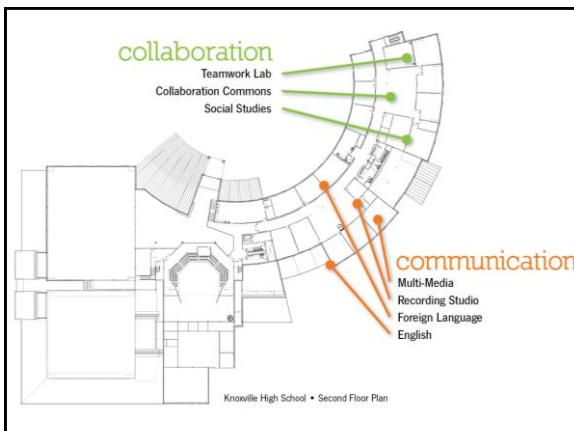 collaboration
Teamwork Lab
Collaboration Commons
Social Studies
communication
Multi-Media
Recording Studio
Foreign Language
English
Knoxville High School • Second Floor Plan